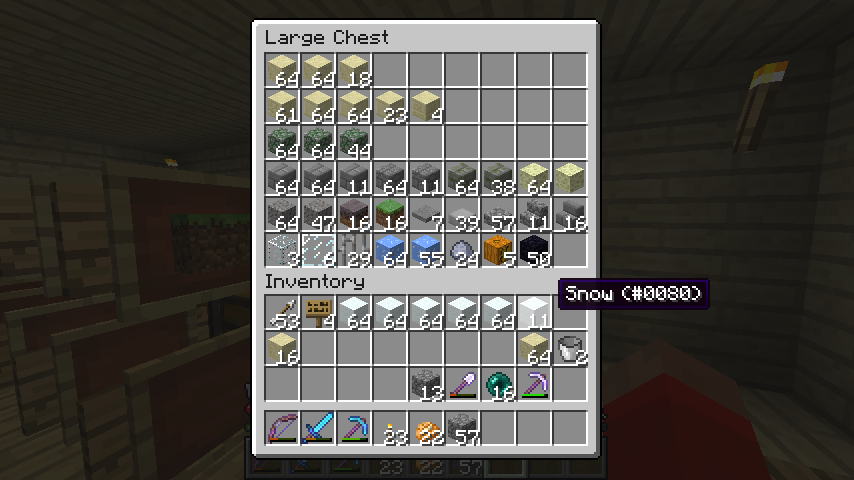 Large Chest
64 64 18
61 64 64 23 4
64 64 44
64 64 11 64 11 64 38 64
64 47 16 16 7 39 57 11 16
3 6 29 64 55 24 5 50
Inventory
Snow (#0080)
53 4 64 64 64 64 64 11
16 64 2
13 16
23 22 57
23 22 57